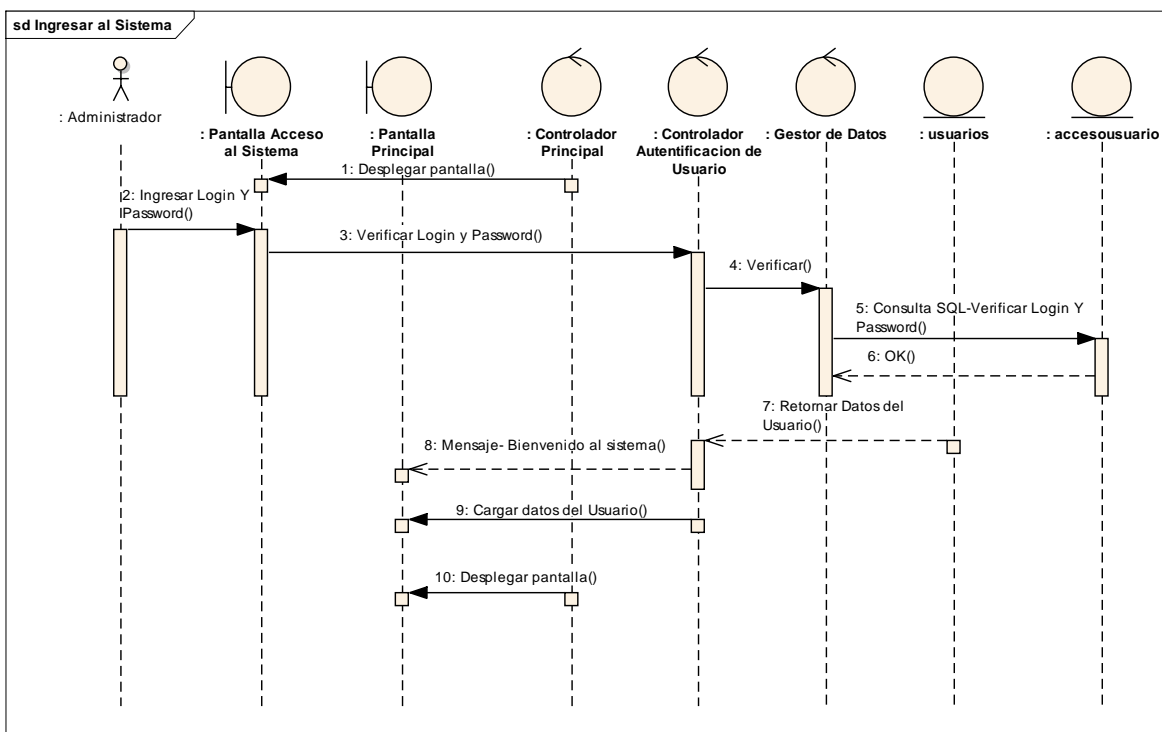 sd Ingresar al Sistema
: Administrador
: Pantalla Acceso
al Sistema
: Pantalla
Principal
: Controlador
Principal
: Controlador
Autentificacion de
Usuario
: Gestor de Datos
: usuarios
: accesousuario
1: Desplegar pantalla()
2: Ingresar Login Y
Password()
3: Verificar Login y Password()
4: Verificar()
5: Consulta SQL-Verificar Login Y
Password()
6: OK()
7: Retornar Datos del
Usuario()
8: Mensaje- Bienvenido al sistema()
9: Cargar datos del Usuario()
10: Desplegar pantalla()